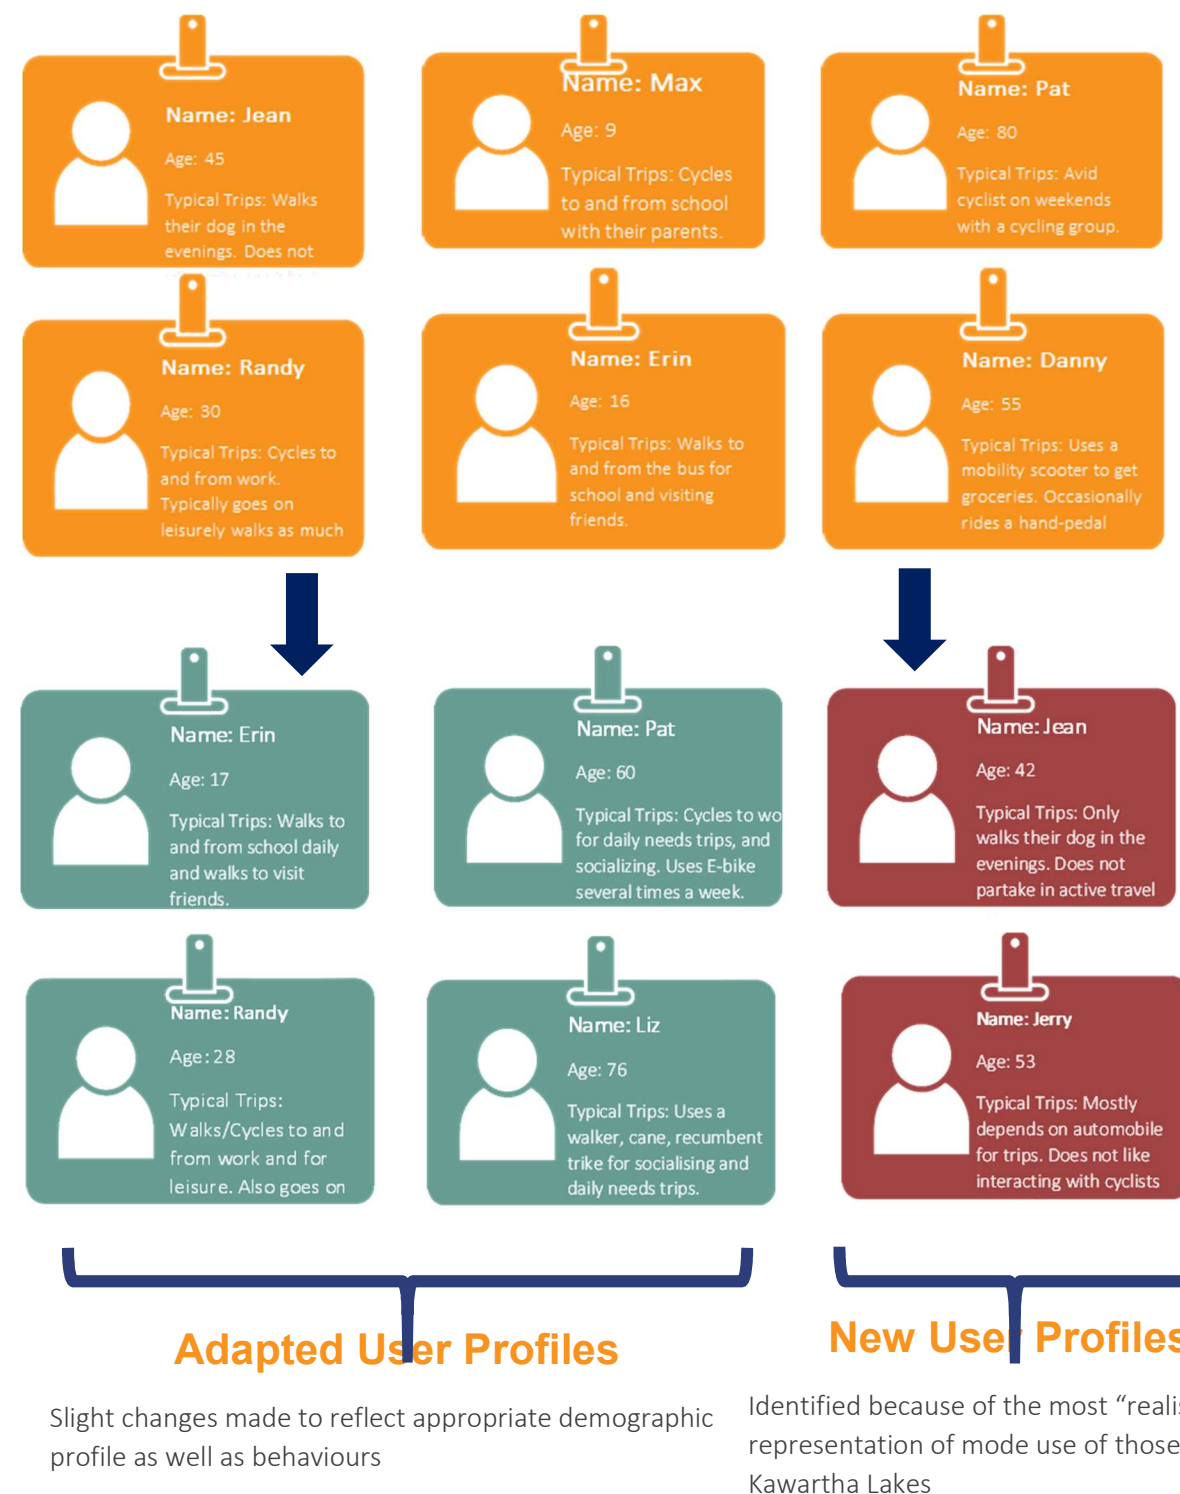 Name: Jean
Age: 45
Typical Trips: Walks
their dog in the
evenings. Does not
Name: Max
Age: 9
Typical Trips: Cycles
to and from school
with their parents.
Name: Pat
Age: 80
Typical Trips: Avid
cyclist on weekends
with a cycling group.
Name: Randy
Age: 30
Typical Trips: Cycles to
and from work.
Typically goes on
leisurely walks as much
Name: Erin
Age: 16
Typical Trips: Walks to
and from the bus for
school and visiting
friends.
Name: Danny
Age: 55
Typical Trips: Uses a
mobility scooter to get
groceries. Occasionally
rides a hand-pedal
Name: Erin
Age: 17
Typical Trips: Walks to
and from school daily
and walks to visit
friends.
Name: Pat
Age: 60
Typical Trips: Cycles to wo
for daily needs trips, and
socializing. Uses E-bike
several times a week.
Name: Jean
Age: 42
Typical Trips: Only
walks their dog in the
evenings. Does not
partake in active travel
Name: Randy
Age: 28
Typical Trips:
Walks/Cycles to and
from work and for
leisure. Also goes on
Name: Liz
Age: 76
Typical Trips: Uses a
walker, cane, recumbent
trike for socialising and
daily needs trips.
Name: Jerry
Age: 53
Typical Trips: Mostly
depends on automobile
for trips. Does not like
interacting with cyclists
Adapted User Profiles
Slight changes made to reflect appropriate demographic
profile as well as behaviours
New User Profiles
Identified because of the most “realis
representation of mode use of those
Kawartha Lakes